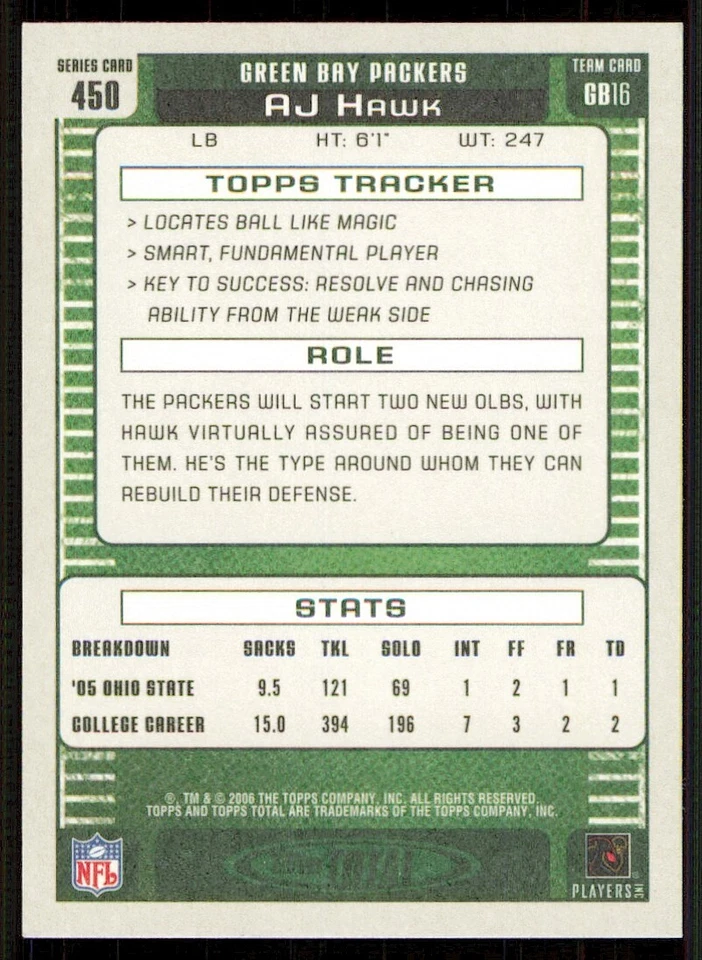 SERIES CARD
450
GREEN BAY PACKERS
AJ HAWK
TEAM CARD
GB16
LB HT: 6'1" WT: 247
TOPPS TRACKER
> LOCATES BALL LIKE MAGIC
> SMART, FUNDAMENTAL PLAYER
> KEY TO SUCCESS: RESOLVE AND CHASING
ABILITY FROM THE WEAK SIDE
ROLE
THE PACKERS WILL START TWO NEW OLBS, WITH
HAWK VIRTUALLY ASSURED OF BEING ONE OF
THEM. HE'S THE TYPE AROUND WHOM THEY CAN
REBUILD THEIR DEFENSE.
STATS
BREAKDOWN SACKS TKL SOLO INT FF FR TD
'05 OHIO STATE 9.5 121 69 1 2 1 1
COLLEGE CAREER 15.0 394 196 7 3 2 2
®, TM & © 2006 THE TOPPS COMPANY, INC. ALL RIGHTS RESERVED.
TOPPS AND TOPPS TOTAL ARE TRADEMARKS OF THE TOPPS COMPANY, INC.
NFL
TOTAL
PLAYERS INC